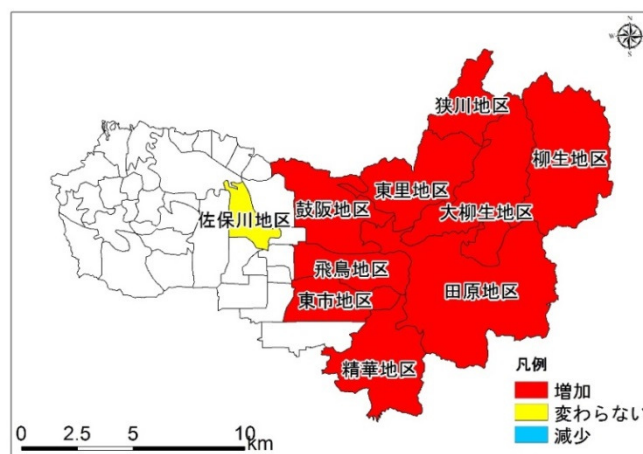 N
W
E
S
狭川地区
柳生地区
東里地区
大柳生地区
鼓阪地区
佐保川地区
飛鳥地区
田原地区
東市地区
精華地区
凡例
増加
変わらない
減少
0 2.5 5 10
Km